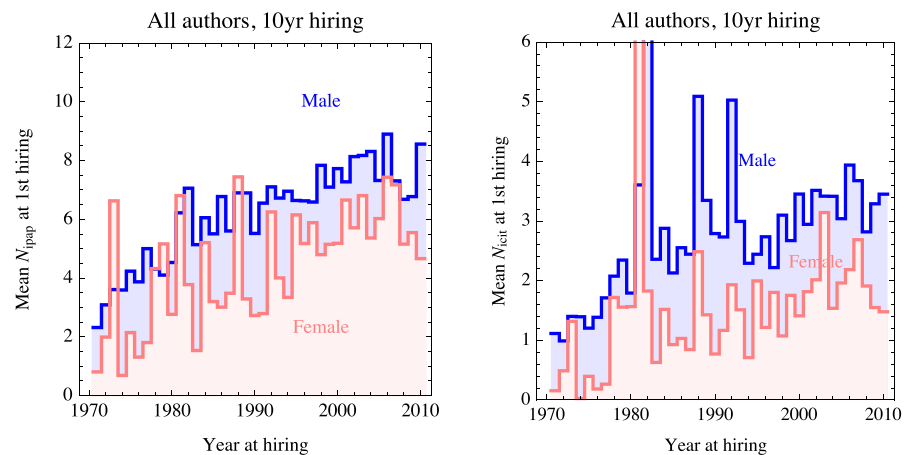 All authors, 10yr hiring
12
10
8
6
4
2
0
Mean Nipap at 1st hiring
Male
Female
1970 1980 1990 2000 2010
Year at hiring
All authors, 10yr hiring
6
5
4
3
2
1
0
Mean Nicit at 1st hiring
Male
Female
1970 1980 1990 2000 2010
Year at hiring